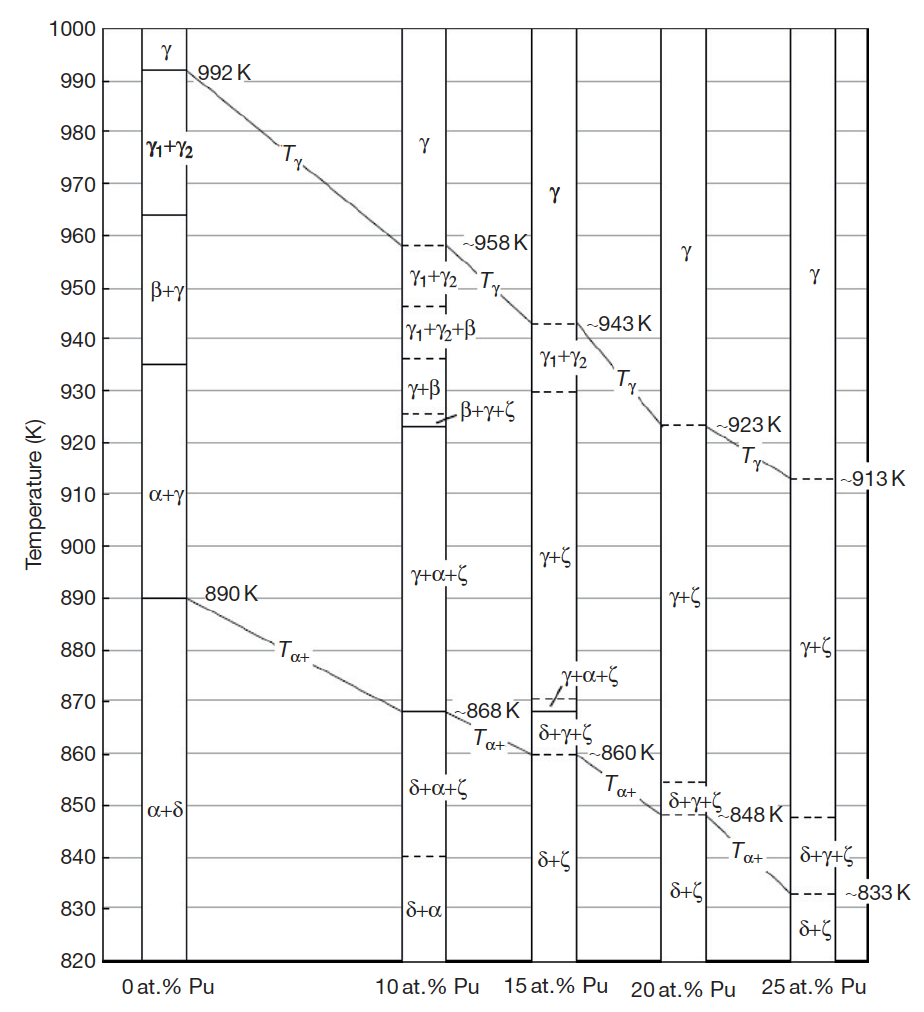 Temperature (K)
1000
990
980
970
960
950
940
930
920
910
900
890
880
870
860
850
840
830
820
γ
992 K
γ₁+γ₂
Tγ
β+γ
α+γ
890 K
Tα+
α+δ
γ
~958 K
γ₁+γ₂
Tγ
γ₁+γ₂+β
γ+β
β+γ+ζ
γ+α+ζ
~868 K
Tα+
δ+α+ζ
δ+α
γ
~943 K
γ₁+γ₂
Tγ
γ+ζ
γ+α+ζ
δ+γ+ζ
~860 K
Tα+
δ+ζ
γ
~923 K
Tγ
γ+ζ
δ+γ+ζ
~848 K
Tα+
δ+ζ
γ
~913 K
γ+ζ
δ+γ+ζ
~833 K
δ+ζ
0 at.% Pu 10 at.% Pu 15 at.% Pu 20 at.% Pu 25 at.% Pu